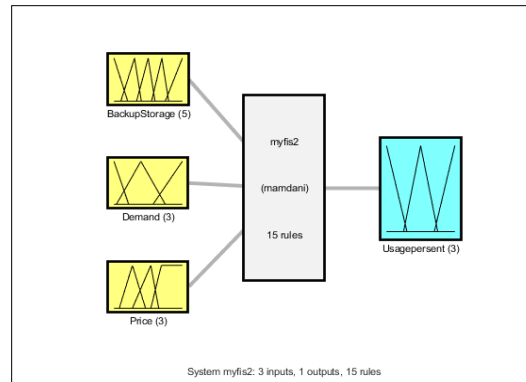 BackupStorage (5)
Demand (3)
Price (3)
myfis2
(mamdani)
15 rules
Usagepersent (3)
System myfis2: 3 inputs, 1 outputs, 15 rules